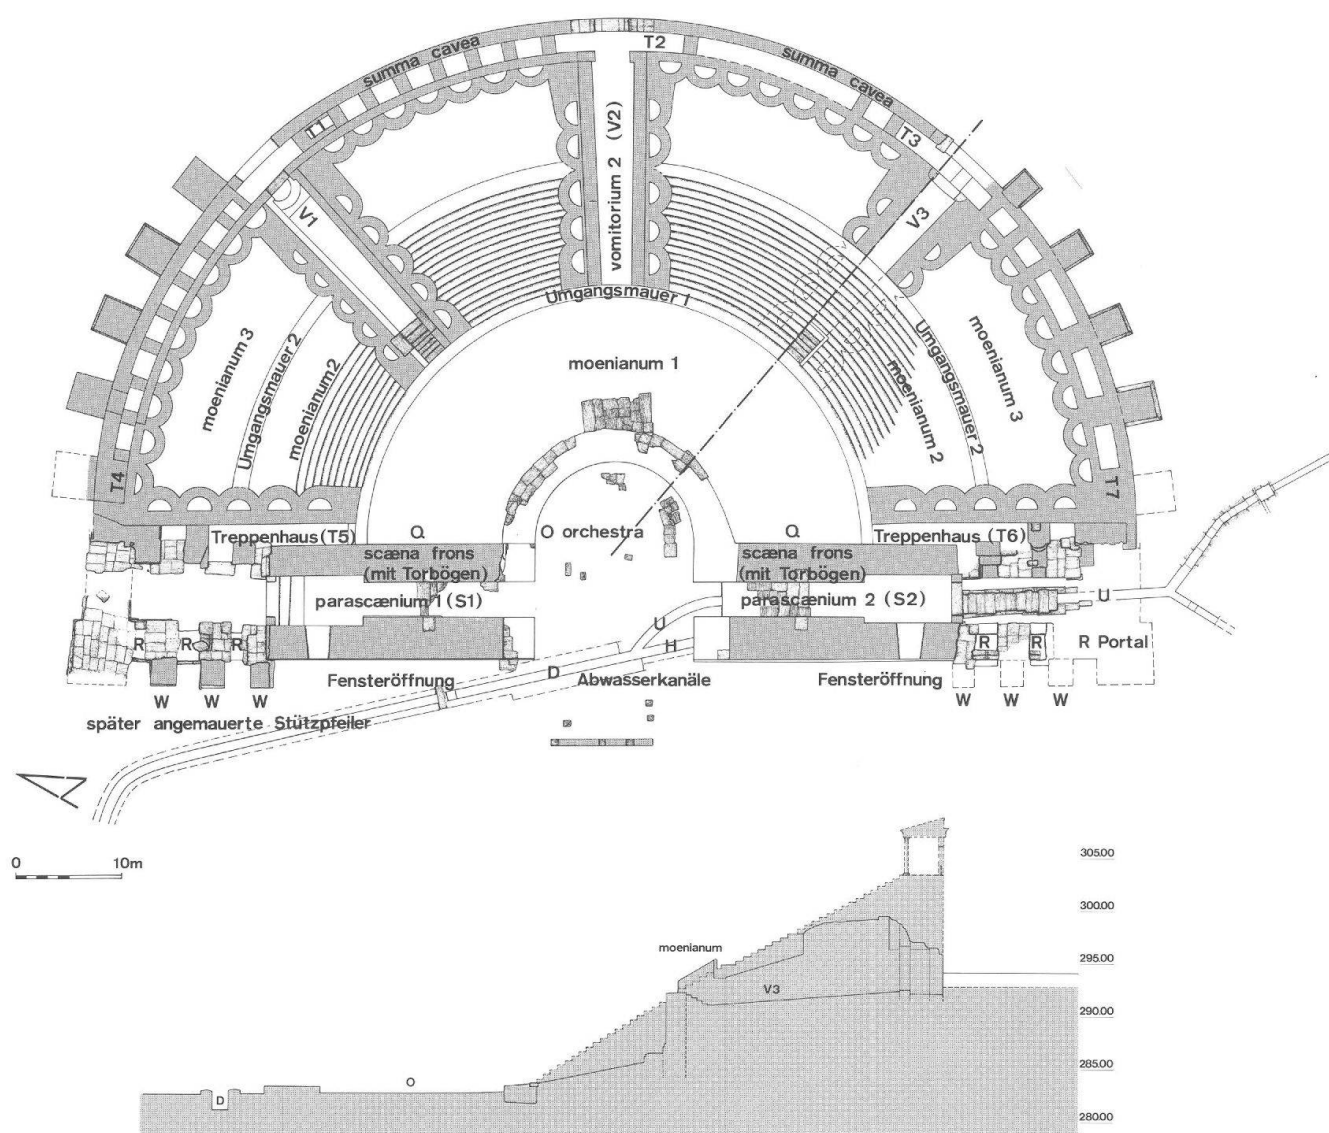 summa cavea
T2
summa cavea
T1
T3
vomitorium 2 (V2)
V1
V3
Umgangsmauer 1
moenianum 3
Umgangsmauer 2
moenianum 2
moenianum 1
moenianum 2
Umgangsmauer 2
moenianum 3
T4
T7
Treppenhaus (T5)
Q
O orchestra
Q
Treppenhaus (T6)
scæna frons
(mit Torbögen)
scæna frons
(mit Torbögen)
parascænium 1 (S1)
parascænium 2 (S2)
U
U
R
R
R
H
R
R
R Portal
D
Fensteröffnung
Abwasserkanäle
Fensteröffnung
W
W
W
W
W
W
später angemauerte Stützpfeiler
0
10m
305.00
300.00
moenianum
295.00
V3
290.00
285.00
O
D
280.00